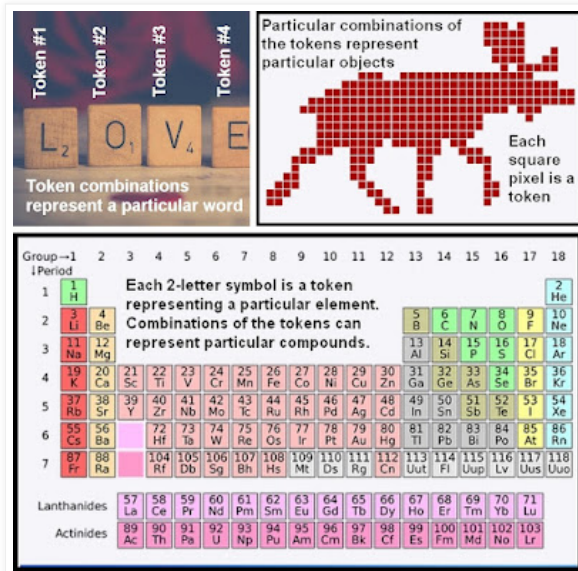 Token #1
Token #2
Token #3
Token #4
L2 O1 V4 E
Token combinations
represent a particular word
Particular combinations of
the tokens represent
particular objects
Each
square
pixel is a
token
Group→1 2 3 4 5 6 7 8 9 10 11 12 13 14 15 16 17 18
↓Period
Each 2-letter symbol is a token
representing a particular element.
Combinations of the tokens can
represent particular compounds.
1 1 2
H He
2 3 4 5 6 7 8 9 10
Li Be B C N O F Ne
3 11 12 13 14 15 16 17 18
Na Mg Al Si P S Cl Ar
4 19 20 21 22 23 24 25 26 27 28 29 30 31 32 33 34 35 36
K Ca Sc Ti V Cr Mn Fe Co Ni Cu Zn Ga Ge As Se Br Kr
5 37 38 39 40 41 42 43 44 45 46 47 48 49 50 51 52 53 54
Rb Sr Y Zr Nb Mo Tc Ru Rh Pd Ag Cd In Sn Sb Te I Xe
6 55 56 72 73 74 75 76 77 78 79 80 81 82 83 84 85 86
Cs Ba Hf Ta W Re Os Ir Pt Au Hg Tl Pb Bi Po At Rn
7 87 88 104 105 106 107 108 109 110 111 112 113 114 115 116 117 118
Fr Ra Rf Db Sg Bh Hs Mt Ds Rg Cn Uut Fl Uup Lv Uus Uuo
Lanthanides 57 58 59 60 61 62 63 64 65 66 67 68 69 70 71
La Ce Pr Nd Pm Sm Eu Gd Tb Dy Ho Er Tm Yb Lu
Actinides 89 90 91 92 93 94 95 96 97 98 99 100 101 102 103
Ac Th Pa U Np Pu Am Cm Bk Cf Es Fm Md No Lr